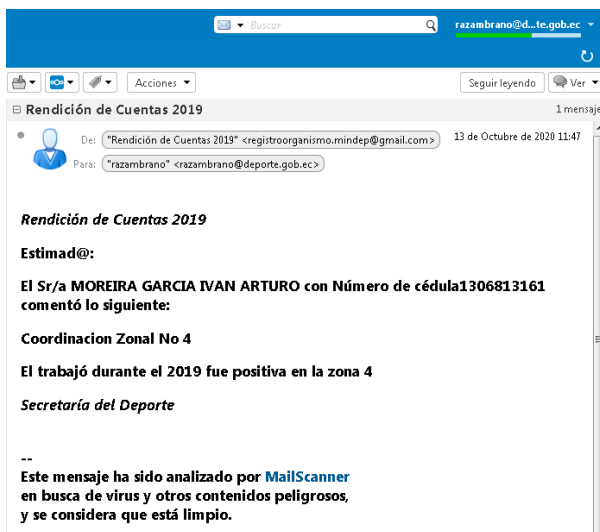 Buscar
razambrano@d...te.gob.ec
Acciones
Seguir leyendo
Ver
Rendición de Cuentas 2019
1 mensaje
De: "Rendición de Cuentas 2019" <registroorganismo.mindep@gmail.com>
13 de Octubre de 2020 11:47
Para: "razambrano" <razambrano@deporte.gob.ec>
Rendición de Cuentas 2019
Estimad@:
El Sr/a MOREIRA GARCIA IVAN ARTURO con Número de cédula1306813161
comentó lo siguiente:
Coordinacion Zonal No 4
El trabajó durante el 2019 fue positiva en la zona 4
Secretaría del Deporte
--
Este mensaje ha sido analizado por MailScanner
en busca de virus y otros contenidos peligrosos,
y se considera que está limpio.